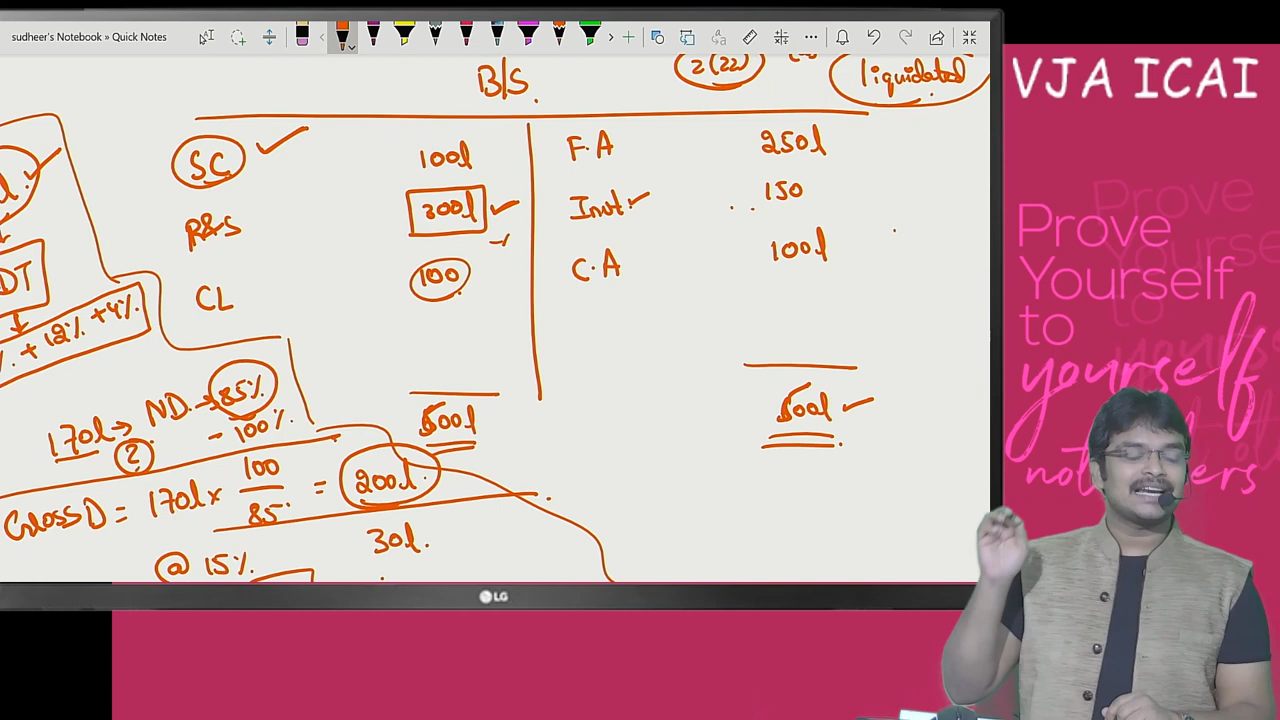 sudheer's Notebook » Quick Notes
VJA ICAI
B/S.
2(22)
liquidated
SC 100l F.A 250l
R&S 300l Invt. 150
CL 100 C.A 100l
DT
+ 12% + 4%
500l 500l
170l → ND → 85%
? - 100%
Gross D = 170l x 100/85 = 200l.
30l.
@ 15%
Prove
Yourself
to
yourself
not others
LG